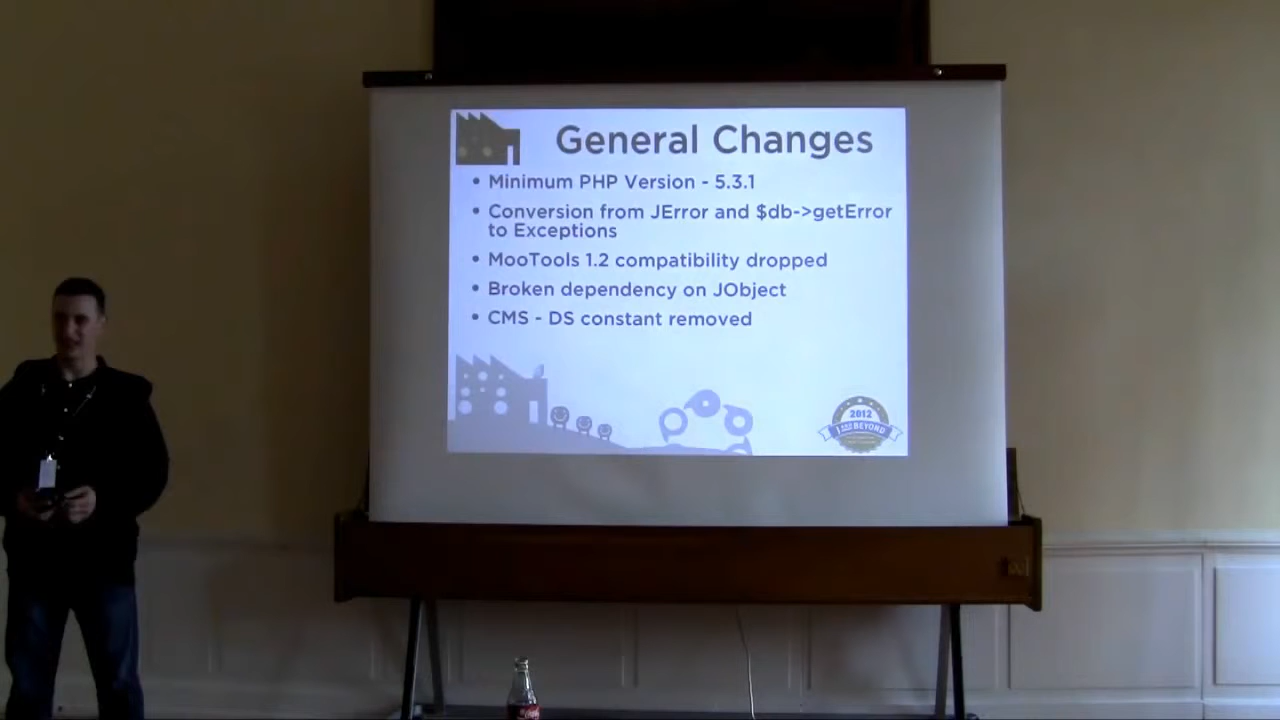 General Changes
• Minimum PHP Version - 5.3.1
• Conversion from JError and $db->getError
to Exceptions
• MooTools 1.2 compatibility dropped
• Broken dependency on JObject
• CMS - DS constant removed
2012
BEYOND